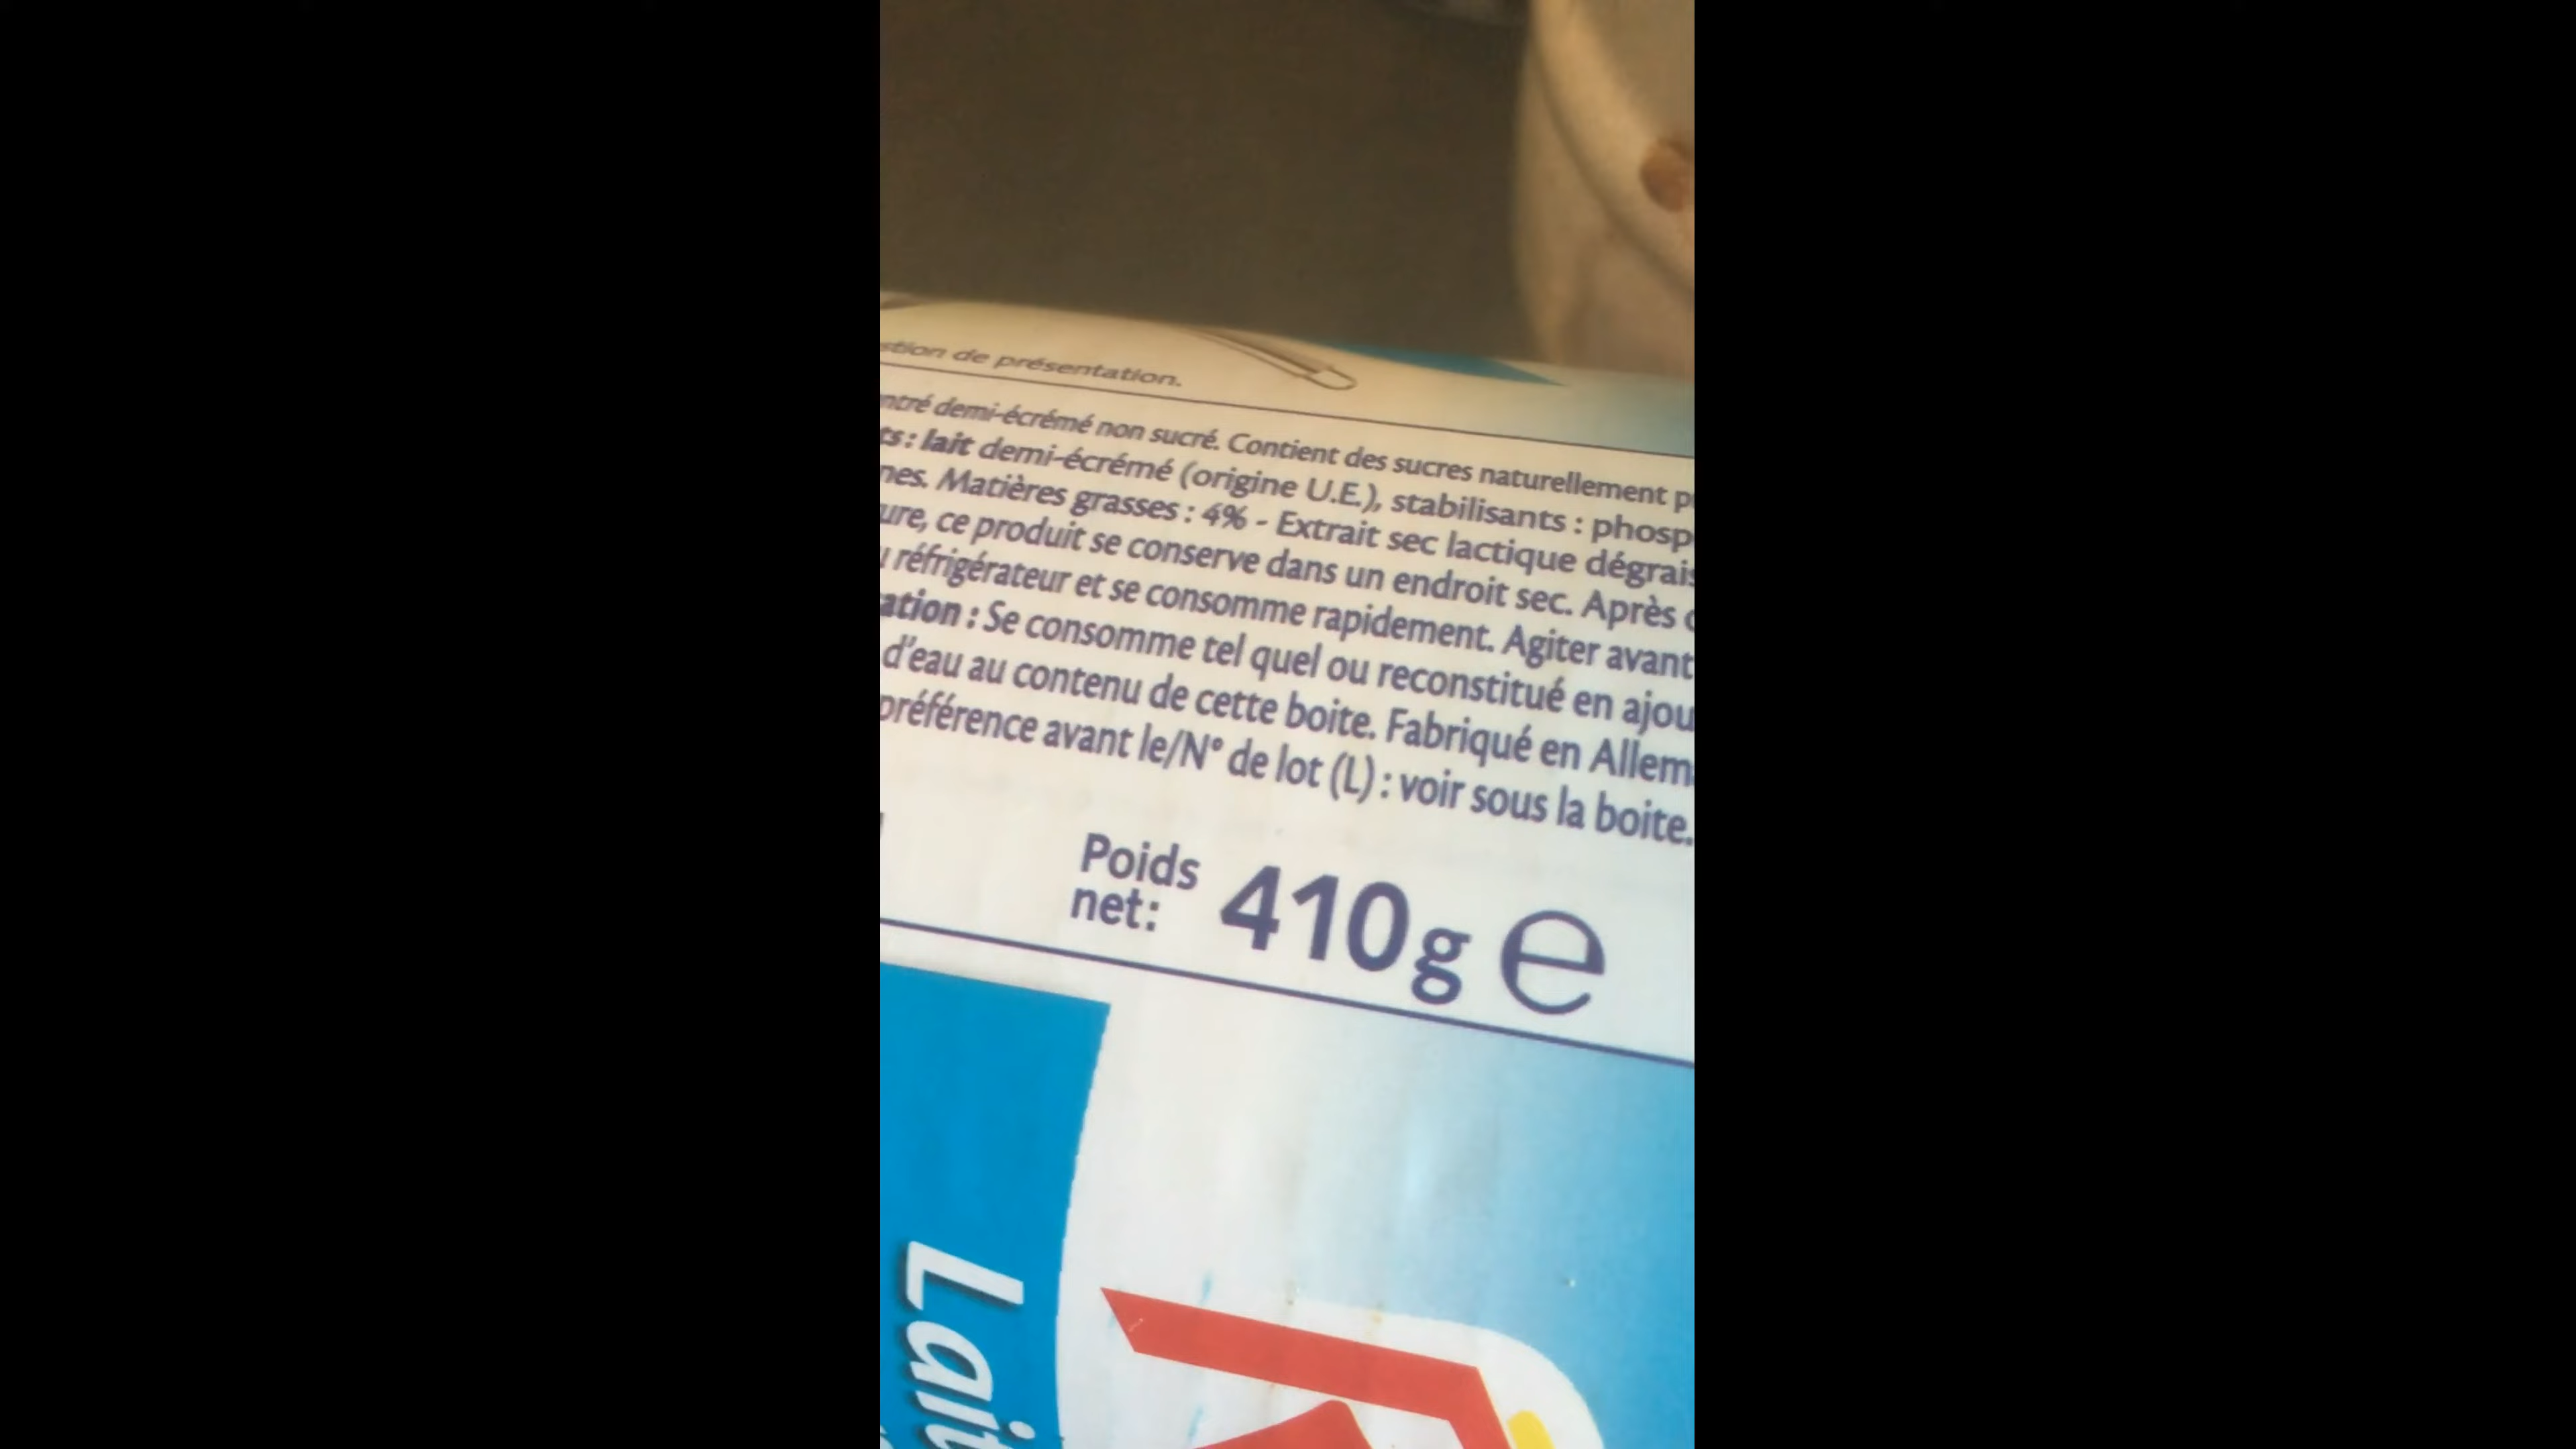 stion de présentation.
ntré demi-écrémé non sucré. Contient des sucres naturellement p
ts : lait demi-écrémé (origine U.E.), stabilisants : phosp
nes. Matières grasses : 4% - Extrait sec lactique dégrais
ure, ce produit se conserve dans un endroit sec. Après
u réfrigérateur et se consomme rapidement. Agiter avant
ation : Se consomme tel quel ou reconstitué en ajou
d'eau au contenu de cette boite. Fabriqué en Allem
préférence avant le/N° de lot (L) : voir sous la boite.
Poids
net: 410g e
Lait